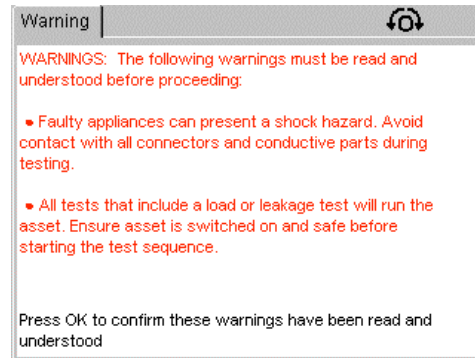 Warning
WARNINGS: The following warnings must be read and
understood before proceeding:
• Faulty appliances can present a shock hazard. Avoid
contact with all connectors and conductive parts during
testing.
• All tests that include a load or leakage test will run the
asset. Ensure asset is switched on and safe before
starting the test sequence.
Press OK to confirm these warnings have been read and
understood